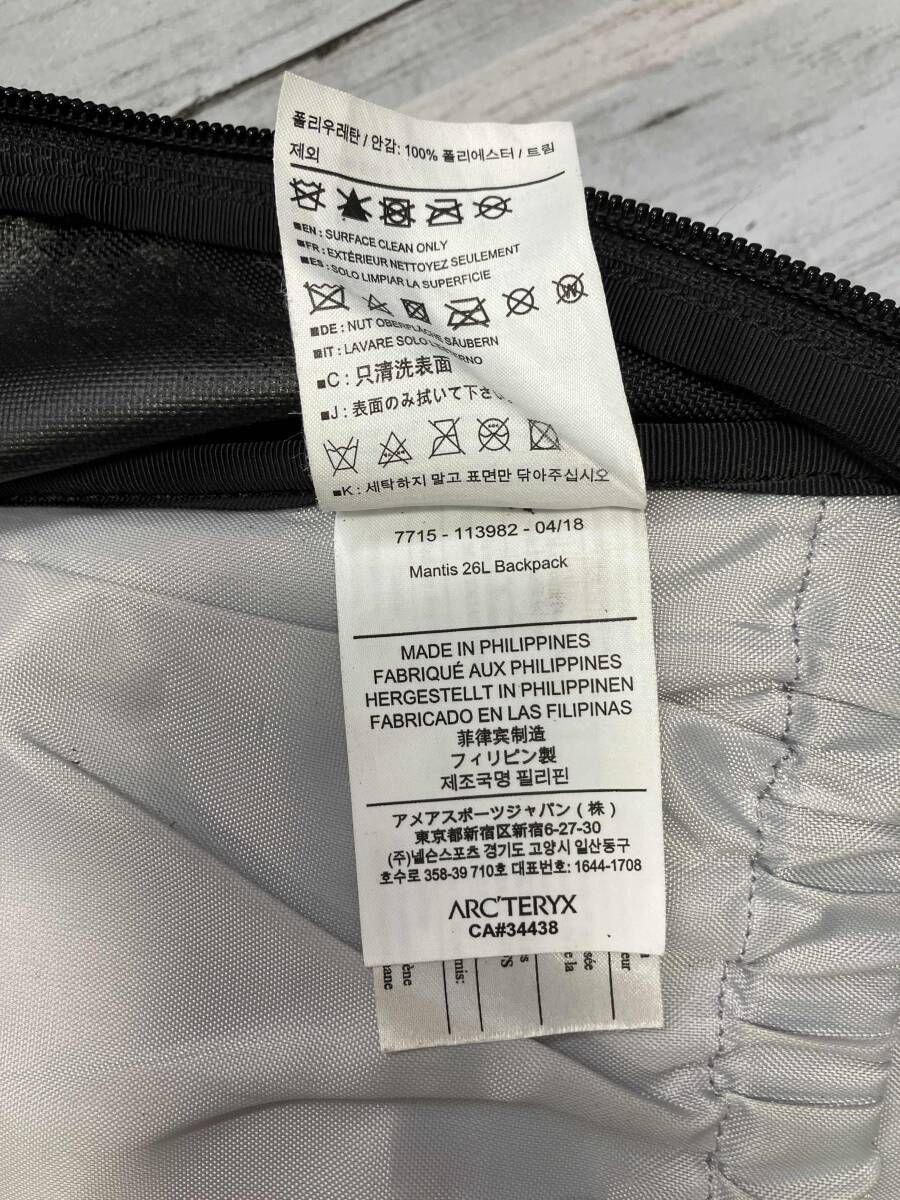 폴리우레탄 / 안감: 100% 폴리에스터 / 트림
제외
■EN : SURFACE CLEAN ONLY
■FR : EXTÉRIEUR NETTOYEZ SEULEMENT
■ES : SOLO LIMPIAR LA SUPERFICIE
■DE : NUT OBERFLÄCHE SÄUBERN
■IT : LAVARE SOLO L'ESTERNO
■C : 只清洗表面
■J : 表面のみ拭いて下さい。
■K : 세탁하지 말고 표면만 닦아주십시오
7715 - 113982 - 04/18
Mantis 26L Backpack
MADE IN PHILIPPINES
FABRIQUÉ AUX PHILIPPINES
HERGESTELLT IN PHILIPPINEN
FABRICADO EN LAS FILIPINAS
菲律宾制造
フィリピン製
제조국명 필리핀
アメアスポーツジャパン (株)
東京都新宿区新宿6-27-30
(주)넬슨스포츠 경기도 고양시 일산동구
호수로 358-39 710호 대표번호: 1644-1708
ARC'TERYX
CA#34438